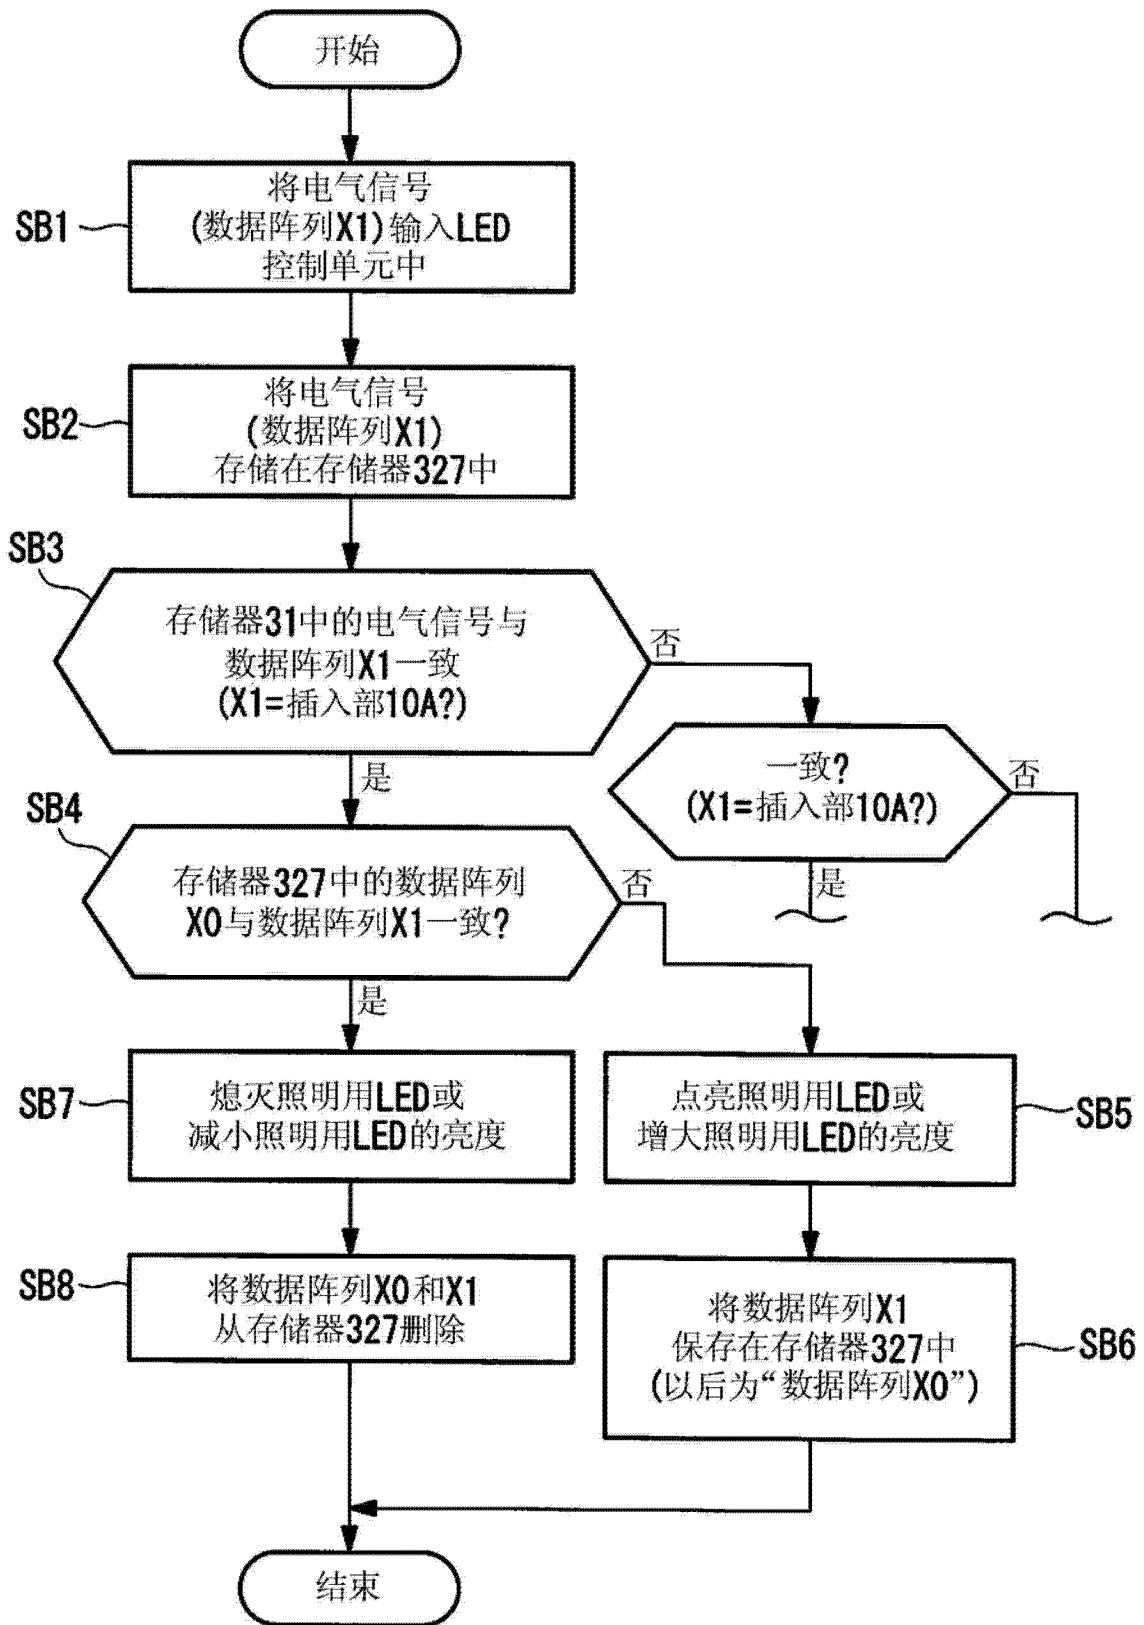 开始
SB1
将电气信号
(数据阵列X1)输入LED
控制单元中
SB2
将电气信号
(数据阵列X1)
存储在存储器327中
SB3
存储器31中的电气信号与
数据阵列X1一致
(X1=插入部10A?)
否
是
一致?
(X1=插入部10A?)
否
是
SB4
存储器327中的数据阵列
X0与数据阵列X1一致?
否
是
SB7
熄灭照明用LED或
减小照明用LED的亮度
点亮照明用LED或
增大照明用LED的亮度
SB5
SB8
将数据阵列X0和X1
从存储器327删除
将数据阵列X1
保存在存储器327中
(以后为“数据阵列X0”)
SB6
结束